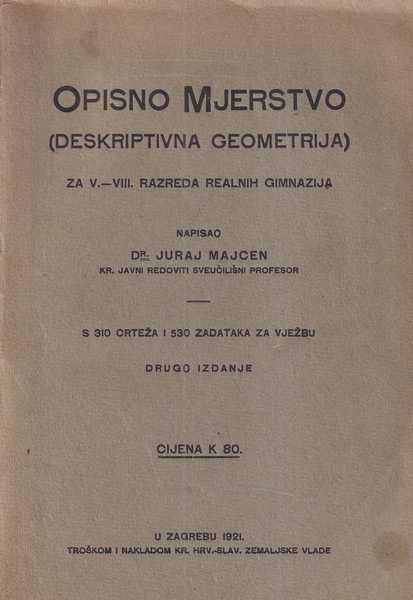 OPISNO MJERSTVO
(DESKRIPTIVNA GEOMETRIJA)
ZA V.—VIII. RAZREDA REALNIH GIMNAZIJA
NAPISAO
DR. JURAJ MAJCEN
KR. JAVNI REDOVITI SVEUČILIŠNI PROFESOR
S 310 CRTEŽA I 530 ZADATAKA ZA VJEŽBU
DRUGO IZDANJE
CIJENA K 80.
U ZAGREBU 1921.
TROŠKOM I NAKLADOM KR. HRV.-SLAV. ZEMALJSKE VLADE